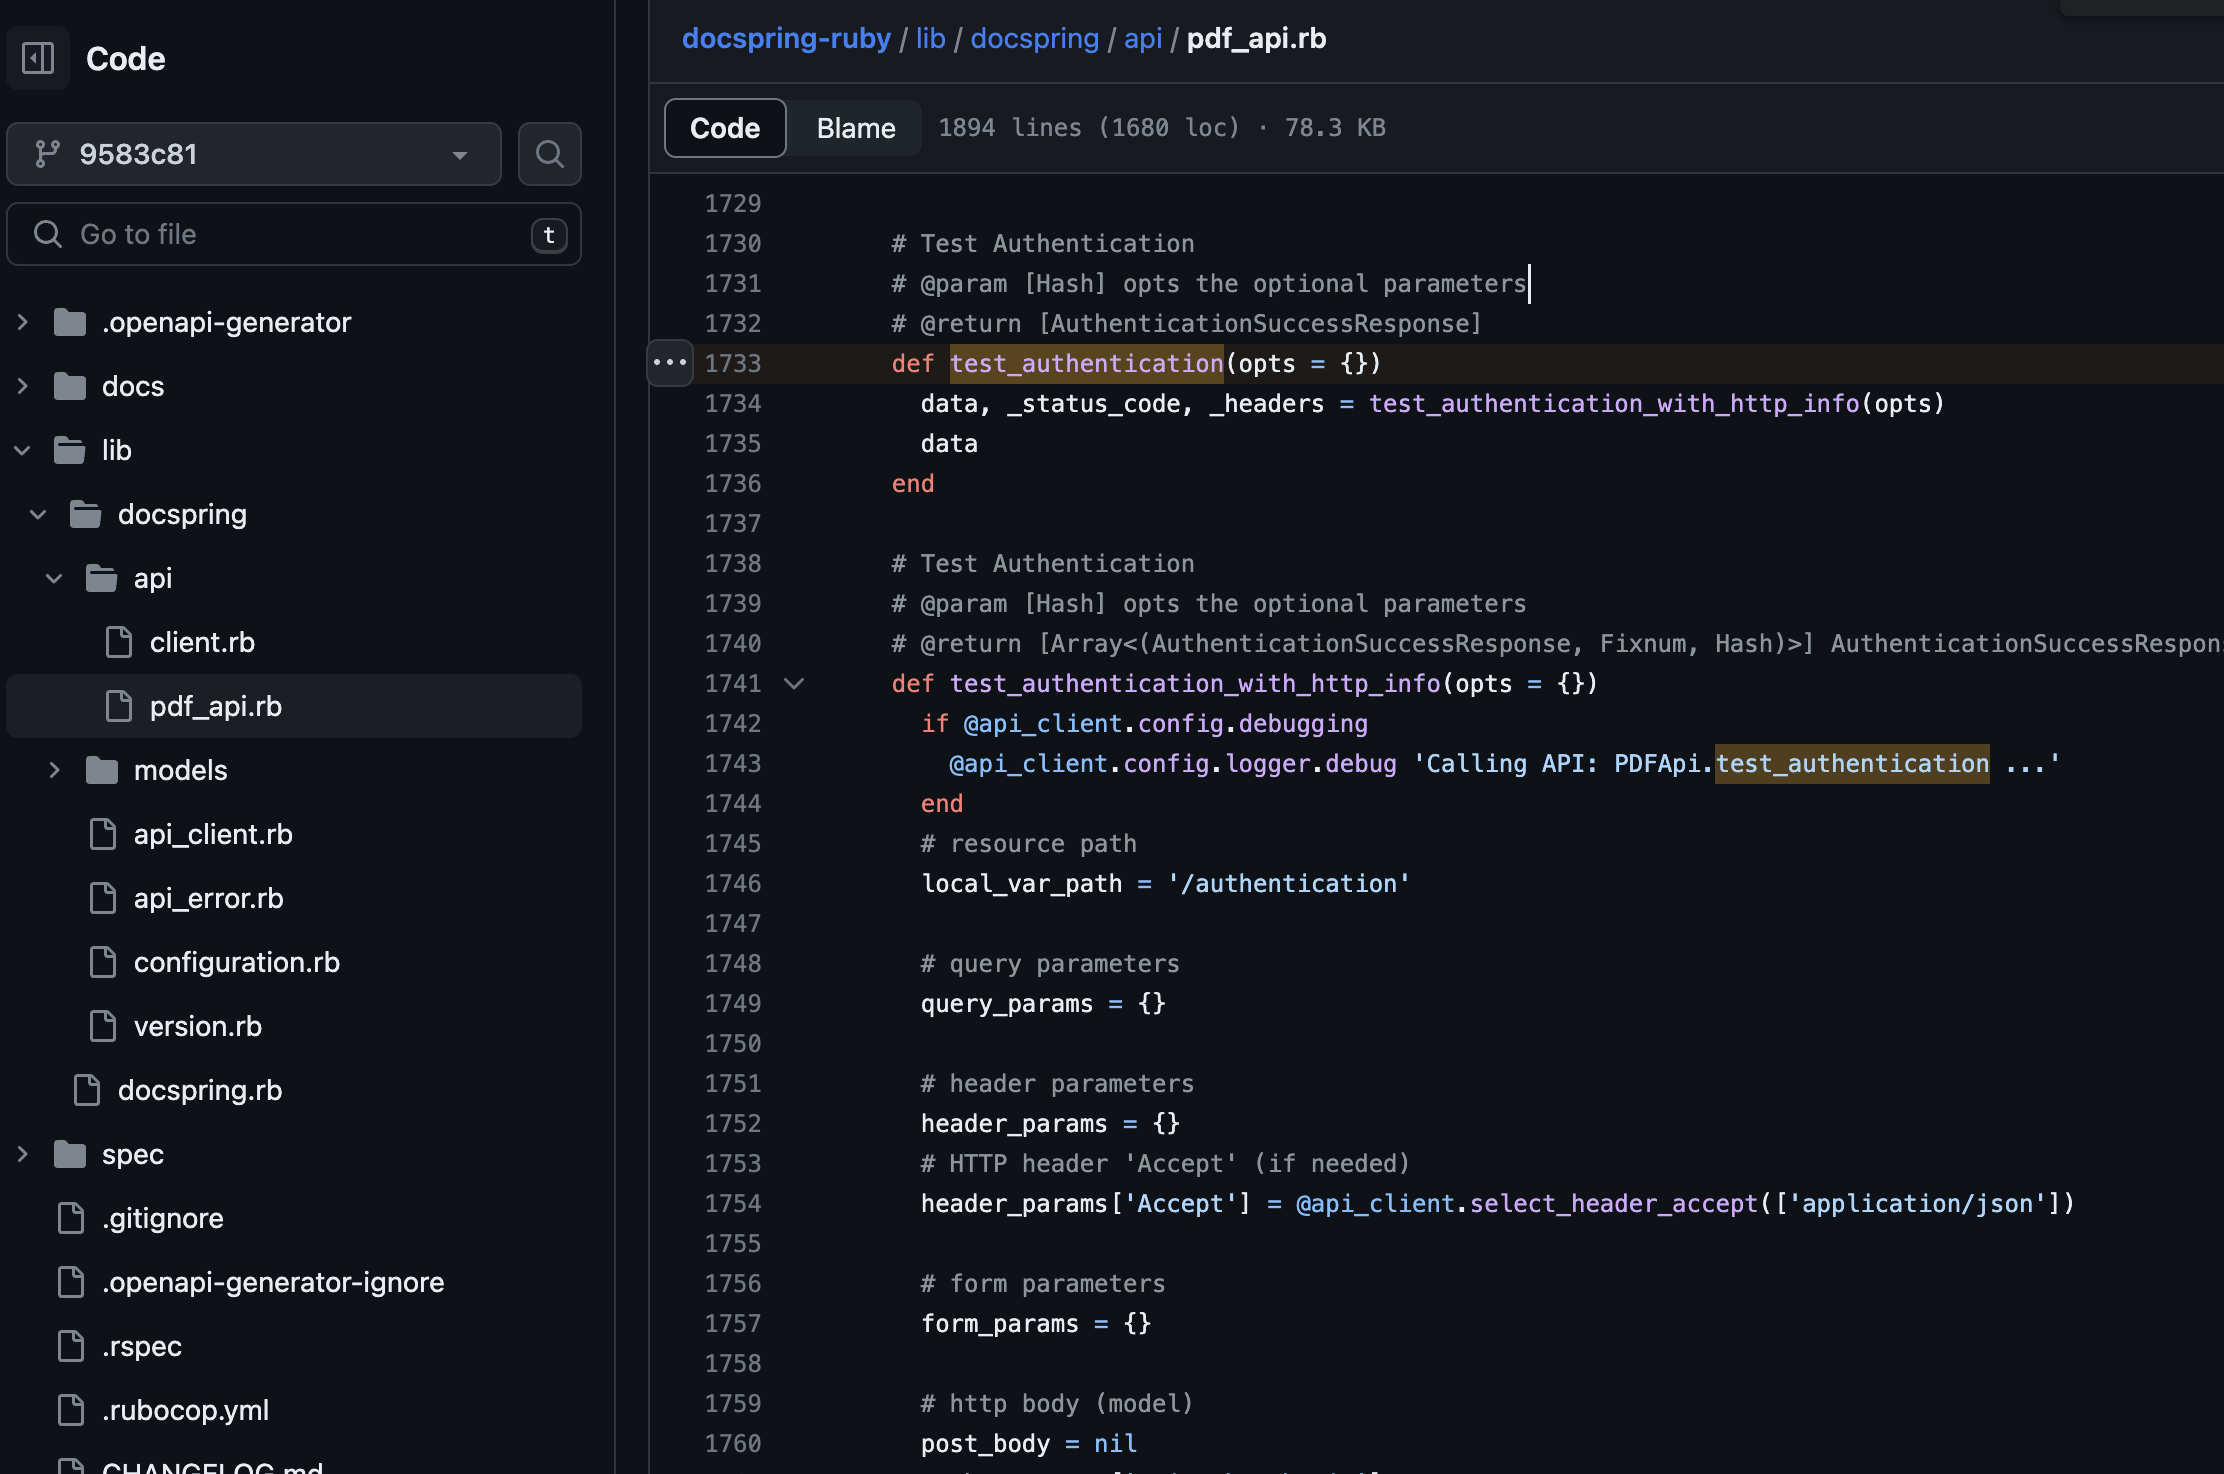 Code
9583c81
Go to file
t
.openapi-generator
docs
lib
docspring
api
client.rb
pdf_api.rb
models
api_client.rb
api_error.rb
configuration.rb
version.rb
docspring.rb
spec
.gitignore
.openapi-generator-ignore
.rspec
.rubocop.yml
CHANGELOG.md
docspring-ruby / lib / docspring / api / pdf_api.rb
Code Blame 1894 lines (1680 loc) · 78.3 KB
1729
1730 # Test Authentication
1731 # @param [Hash] opts the optional parameters
1732 # @return [AuthenticationSuccessResponse]
1733 def test_authentication(opts = {})
1734 data, _status_code, _headers = test_authentication_with_http_info(opts)
1735 data
1736 end
1737
1738 # Test Authentication
1739 # @param [Hash] opts the optional parameters
1740 # @return [Array<(AuthenticationSuccessResponse, Fixnum, Hash)>] AuthenticationSuccessRespon
1741 def test_authentication_with_http_info(opts = {})
1742 if @api_client.config.debugging
1743 @api_client.config.logger.debug 'Calling API: PDFApi.test_authentication ...'
1744 end
1745 # resource path
1746 local_var_path = '/authentication'
1747
1748 # query parameters
1749 query_params = {}
1750
1751 # header parameters
1752 header_params = {}
1753 # HTTP header 'Accept' (if needed)
1754 header_params['Accept'] = @api_client.select_header_accept(['application/json'])
1755
1756 # form parameters
1757 form_params = {}
1758
1759 # http body (model)
1760 post_body = nil